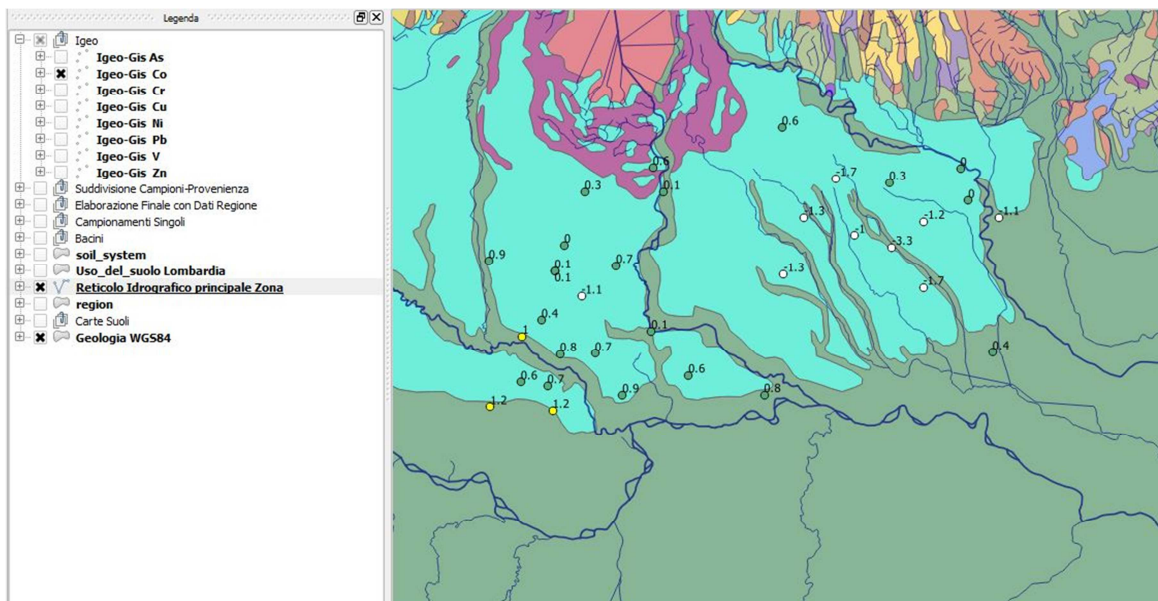 Legenda
Igeo
Igeo-Gis As
Igeo-Gis Co
Igeo-Gis Cr
Igeo-Gis Cu
Igeo-Gis Ni
Igeo-Gis Pb
Igeo-Gis V
Igeo-Gis Zn
Suddivisione Campioni-Provenienza
Elaborazione Finale con Dati Regione
Campionamenti Singoli
Bacini
soil_system
Uso_del_suolo Lombardia
Reticolo Idrografico principale Zona
region
Carte Suoli
Geologia WGS84
0.6
0.6
0
-1.7
0.3
0.3
0.1
0
-1.3
-1.2
-1.1
-1
0
-3.3
0.9
0.7
0.1
0.1
-1.3
-1.1
-1.7
0.4
0.1
1
0.8
0.7
0.4
0.6
0.7
0.6
0.9
0.8
1.2
1.2